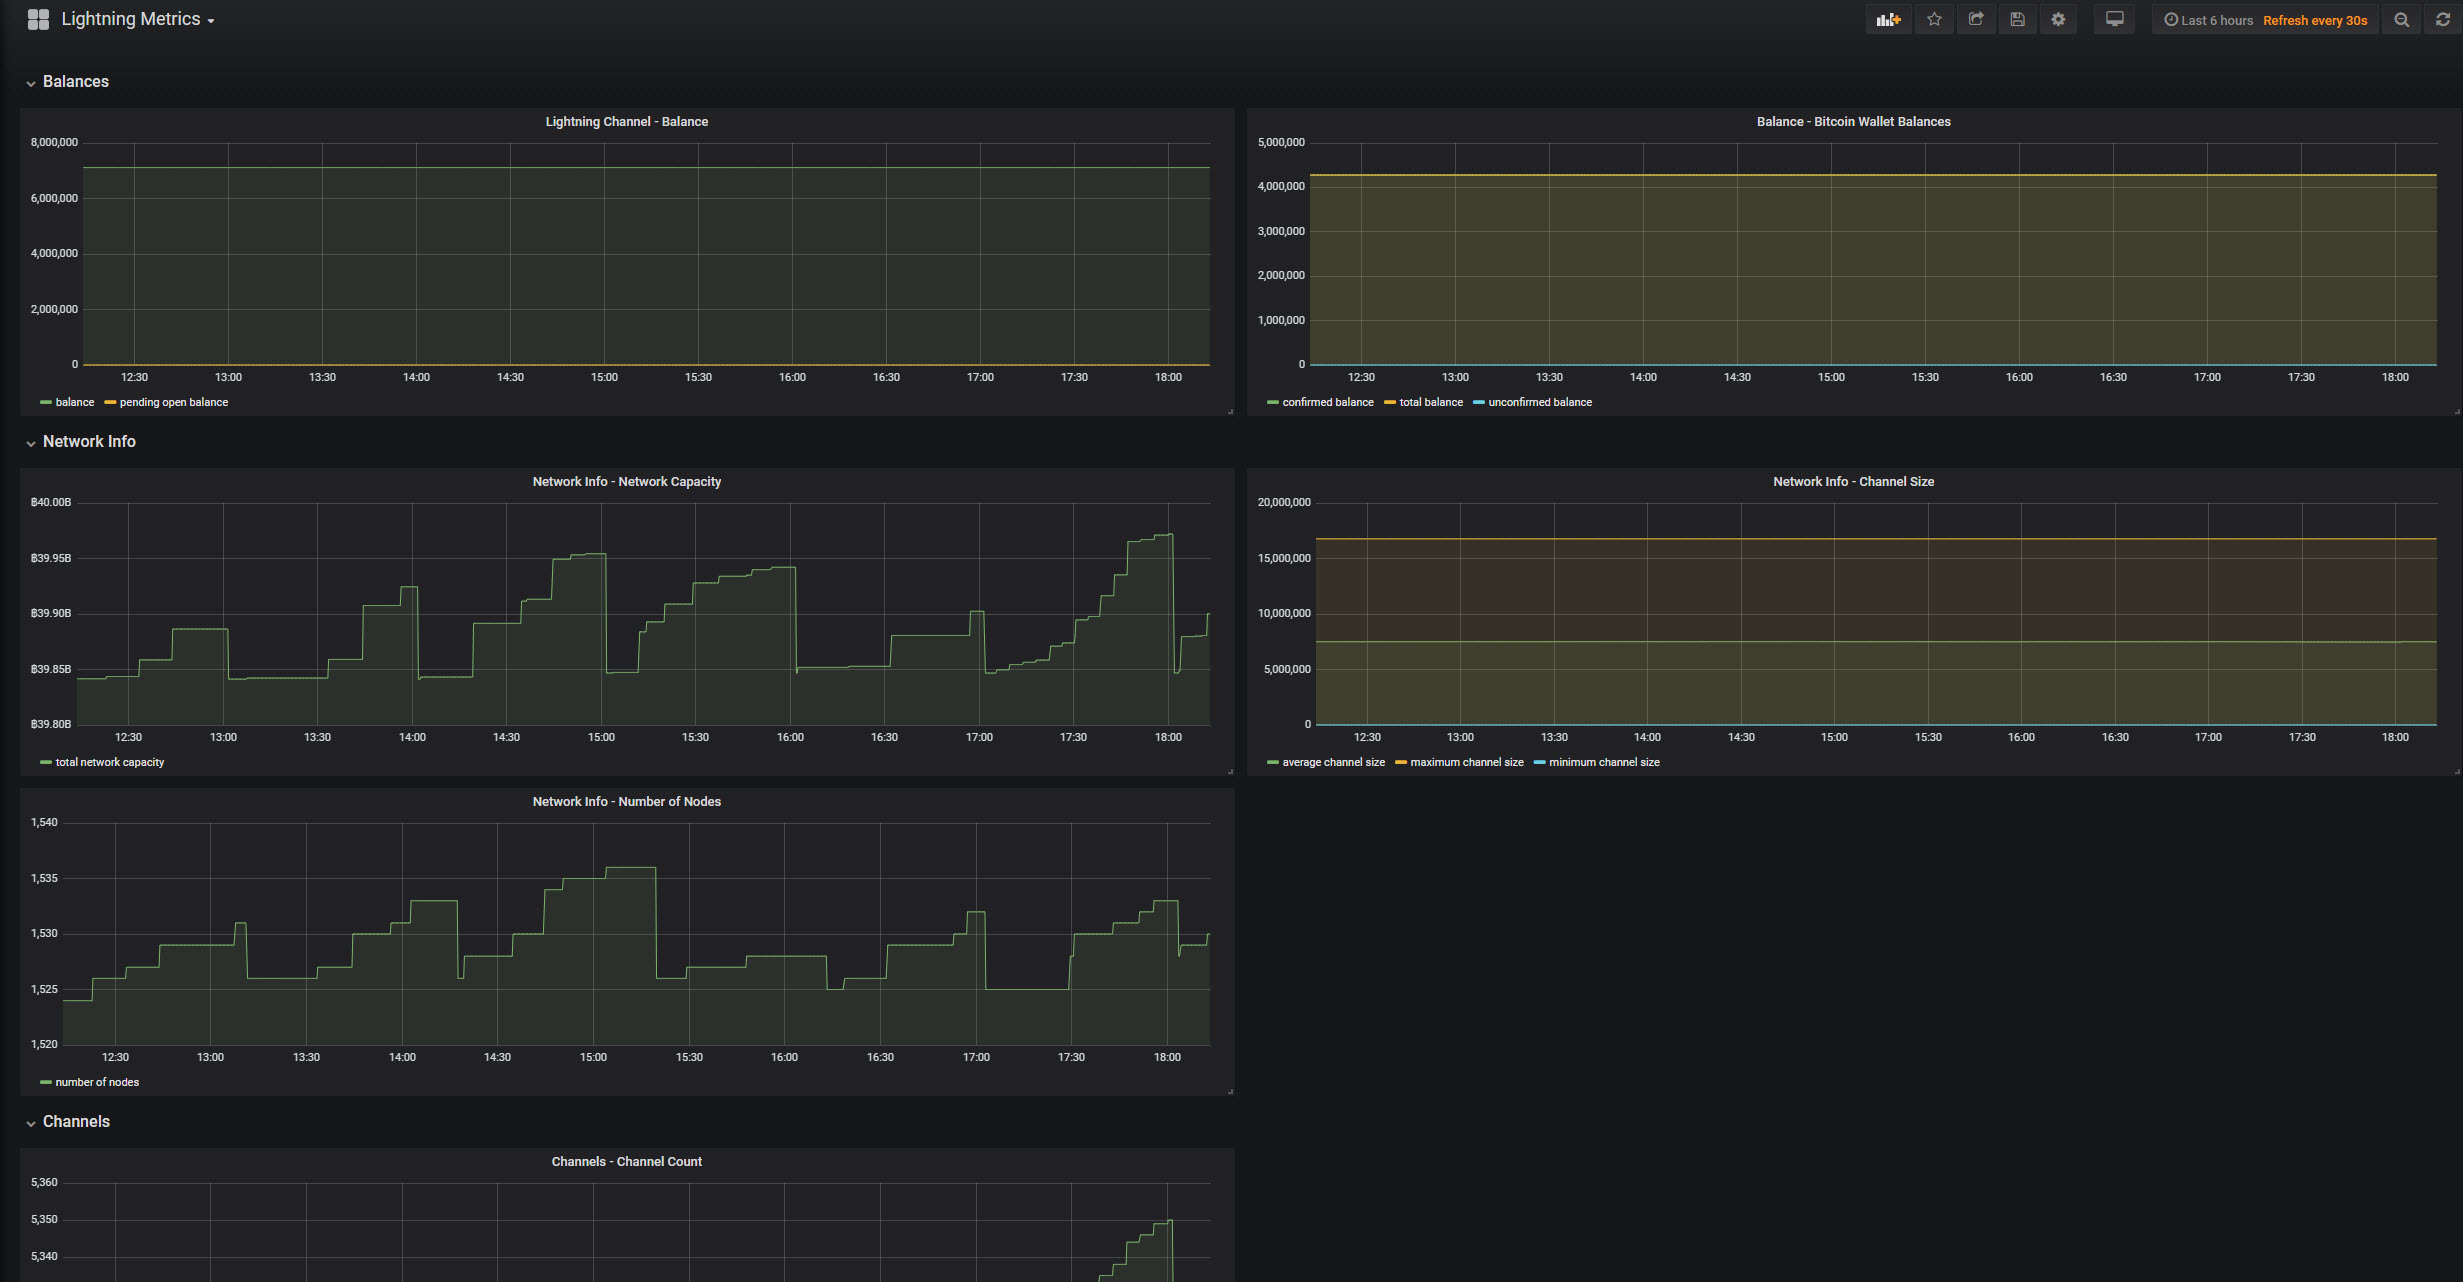 Lightning Metrics
Last 6 hours Refresh every 30s
Balances
Lightning Channel - Balance
8,000,000
6,000,000
4,000,000
2,000,000
0
12:30 13:00 13:30 14:00 14:30 15:00 15:30 16:00 16:30 17:00 17:30 18:00
balance pending open balance
Balance - Bitcoin Wallet Balances
5,000,000
4,000,000
3,000,000
2,000,000
1,000,000
0
12:30 13:00 13:30 14:00 14:30 15:00 15:30 16:00 16:30 17:00 17:30 18:00
confirmed balance total balance unconfirmed balance
Network Info
Network Info - Network Capacity
฿40.00B
฿39.95B
฿39.90B
฿39.85B
฿39.80B
12:30 13:00 13:30 14:00 14:30 15:00 15:30 16:00 16:30 17:00 17:30 18:00
total network capacity
Network Info - Channel Size
20,000,000
15,000,000
10,000,000
5,000,000
0
12:30 13:00 13:30 14:00 14:30 15:00 15:30 16:00 16:30 17:00 17:30 18:00
average channel size maximum channel size minimum channel size
Network Info - Number of Nodes
1,540
1,535
1,530
1,525
1,520
12:30 13:00 13:30 14:00 14:30 15:00 15:30 16:00 16:30 17:00 17:30 18:00
number of nodes
Channels
Channels - Channel Count
5,360
5,350
5,340